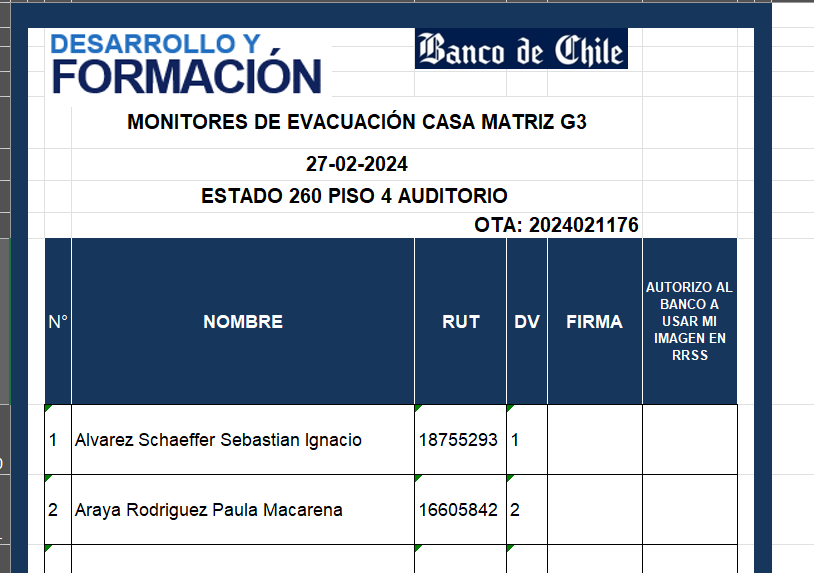 DESARROLLO Y
FORMACIÓN
Banco de Chile
MONITORES DE EVACUACIÓN CASA MATRIZ G3
27-02-2024
ESTADO 260 PISO 4 AUDITORIO
OTA: 2024021176
N° NOMBRE RUT DV FIRMA AUTORIZO AL BANCO A USAR MI IMAGEN EN RRSS
1 Alvarez Schaeffer Sebastian Ignacio 18755293 1
2 Araya Rodriguez Paula Macarena 16605842 2